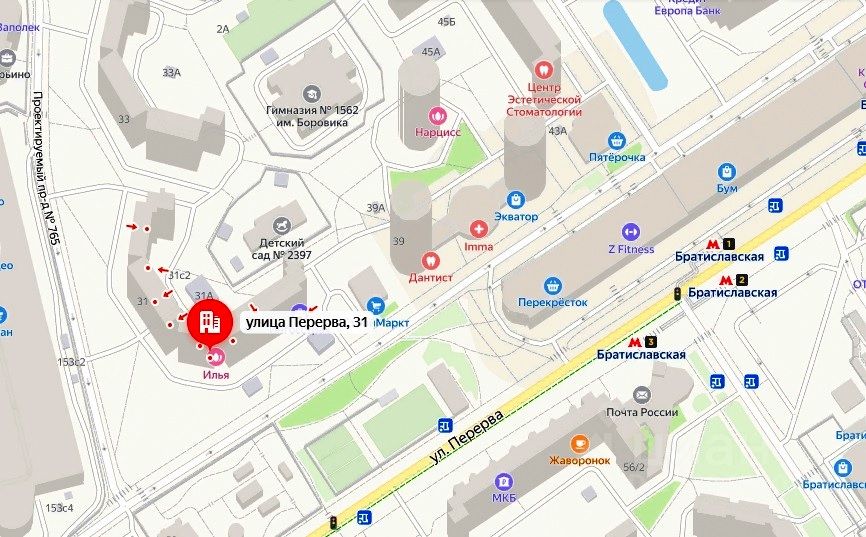 Кредит
Европа Банк
Заполек
2А
45Б
45А
33А
Гимназия № 1562
им. Боровика
Нарцисс
Центр
Эстетической
Стоматологии
43А
Пятёрочка
Бум
33
Проектируемый пр-д № 765
39А
Экватор
39
Imma
Z Fitness
Братиславская
1
Детский
сад № 2397
31с2
Дантист
Перекрёсток
2
Братиславская
31
31А
улица Перерва, 31
3
Братиславская
Илья
153с2
Почта России
ул. Перерва
Жаворонок
56/2
МКБ
Братиславская
153с4